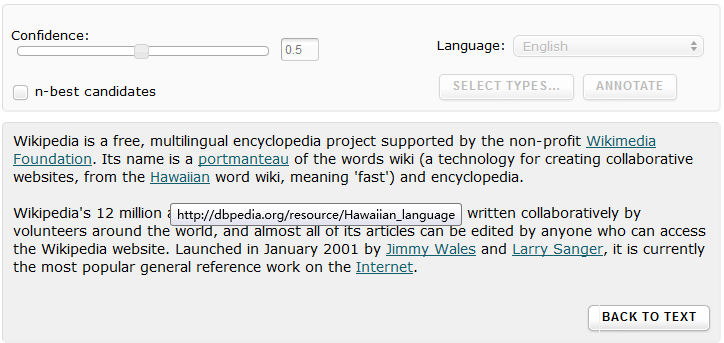 Confidence:
0.5
Language: English
n-best candidates
SELECT TYPES... ANNOTATE
Wikipedia is a free, multilingual encyclopedia project supported by the non-profit Wikimedia
Foundation. Its name is a portmanteau of the words wiki (a technology for creating collaborative
websites, from the Hawaiian word wiki, meaning 'fast') and encyclopedia.
Wikipedia's 12 million http://dbpedia.org/resource/Hawaiian_language written collaboratively by
volunteers around the world, and almost all of its articles can be edited by anyone who can access
the Wikipedia website. Launched in January 2001 by Jimmy Wales and Larry Sanger, it is currently
the most popular general reference work on the Internet.
BACK TO TEXT